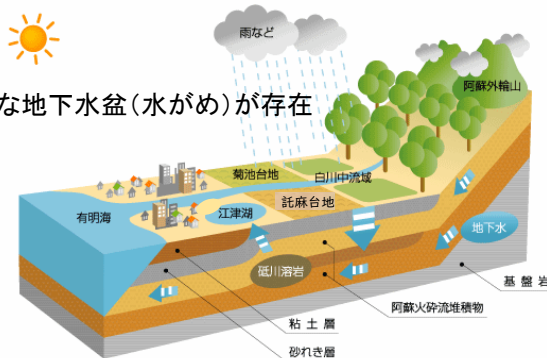 雨など
阿蘇外輪山
な地下水盆(水がめ)が存在
菊池台地
白川中流域
託麻台地
有明海
江津湖
地下水
砥川溶岩
基盤岩
阿蘇火砕流堆積物
粘土層
砂れき層